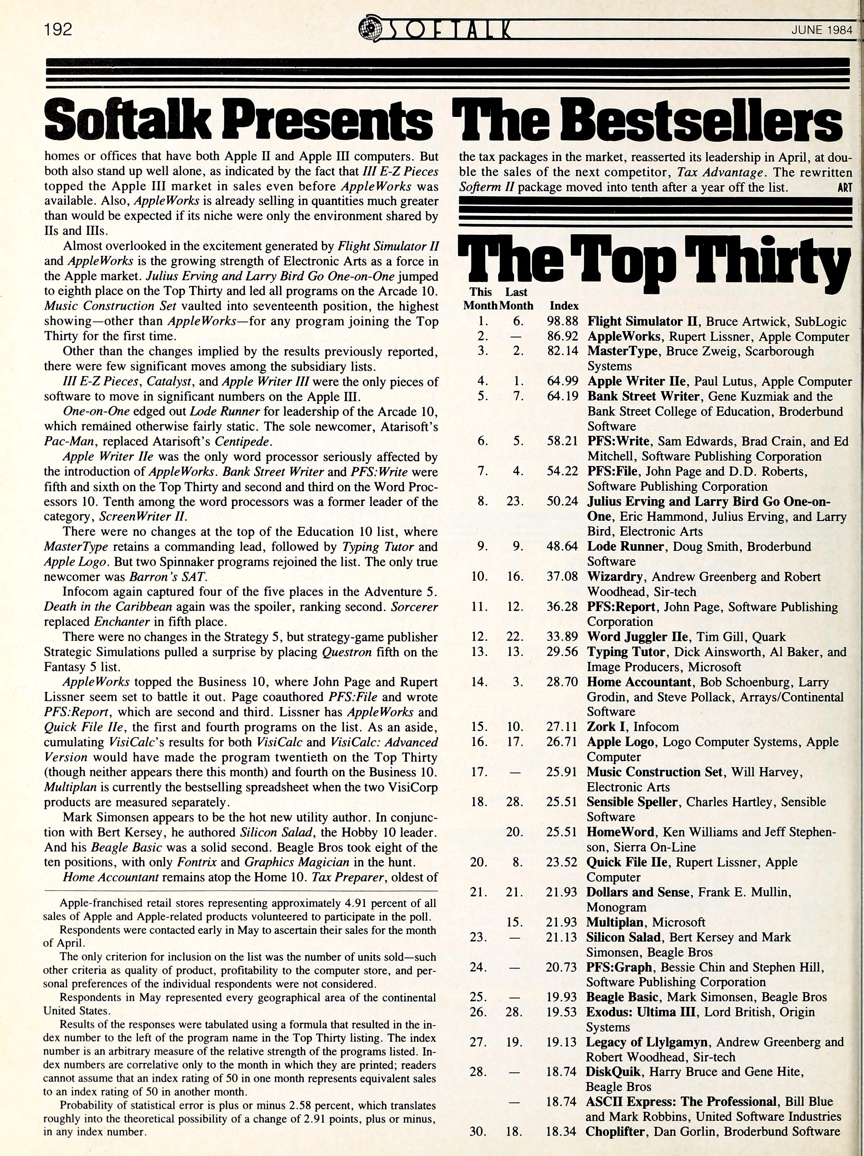 192
SOFTALK
JUNE 1984
Softalk Presents The Bestsellers
homes or offices that have both Apple II and Apple III computers. But
both also stand up well alone, as indicated by the fact that III E-Z Pieces
topped the Apple III market in sales even before AppleWorks was
available. Also, AppleWorks is already selling in quantities much greater
than would be expected if its niche were only the environment shared by
IIs and IIIs.
Almost overlooked in the excitement generated by Flight Simulator II
and AppleWorks is the growing strength of Electronic Arts as a force in
the Apple market. Julius Erving and Larry Bird Go One-on-One jumped
to eighth place on the Top Thirty and led all programs on the Arcade 10.
Music Construction Set vaulted into seventeenth position, the highest
showing—other than AppleWorks—for any program joining the Top
Thirty for the first time.
Other than the changes implied by the results previously reported,
there were few significant moves among the subsidiary lists.
III E-Z Pieces, Catalyst, and Apple Writer III were the only pieces of
software to move in significant numbers on the Apple III.
One-on-One edged out Lode Runner for leadership of the Arcade 10,
which remained otherwise fairly static. The sole newcomer, Atarisoft's
Pac-Man, replaced Atarisoft's Centipede.
Apple Writer IIe was the only word processor seriously affected by
the introduction of AppleWorks. Bank Street Writer and PFS:Write were
fifth and sixth on the Top Thirty and second and third on the Word Proc-
essors 10. Tenth among the word processors was a former leader of the
category, ScreenWriter II.
There were no changes at the top of the Education 10 list, where
MasterType retains a commanding lead, followed by Typing Tutor and
Apple Logo. But two Spinnaker programs rejoined the list. The only true
newcomer was Barron's SAT.
Infocom again captured four of the five places in the Adventure 5.
Death in the Caribbean again was the spoiler, ranking second. Sorcerer
replaced Enchanter in fifth place.
There were no changes in the Strategy 5, but strategy-game publisher
Strategic Simulations pulled a surprise by placing Questron fifth on the
Fantasy 5 list.
AppleWorks topped the Business 10, where John Page and Rupert
Lissner seem set to battle it out. Page coauthored PFS:File and wrote
PFS:Report, which are second and third. Lissner has AppleWorks and
Quick File IIe, the first and fourth programs on the list. As an aside,
cumulating VisiCalc's results for both VisiCalc and VisiCalc: Advanced
Version would have made the program twentieth on the Top Thirty
(though neither appears there this month) and fourth on the Business 10.
Multiplan is currently the bestselling spreadsheet when the two VisiCorp
products are measured separately.
Mark Simonsen appears to be the hot new utility author. In conjunc-
tion with Bert Kersey, he authored Silicon Salad, the Hobby 10 leader.
And his Beagle Basic was a solid second. Beagle Bros took eight of the
ten positions, with only Fontrix and Graphics Magician in the hunt.
Home Accountant remains atop the Home 10. Tax Preparer, oldest of
Apple-franchised retail stores representing approximately 4.91 percent of all
sales of Apple and Apple-related products volunteered to participate in the poll.
Respondents were contacted early in May to ascertain their sales for the month
of April.
The only criterion for inclusion on the list was the number of units sold—such
other criteria as quality of product, profitability to the computer store, and per-
sonal preferences of the individual respondents were not considered.
Respondents in May represented every geographical area of the continental
United States.
Results of the responses were tabulated using a formula that resulted in the in-
dex number to the left of the program name in the Top Thirty listing. The index
number is an arbitrary measure of the relative strength of the programs listed. In-
dex numbers are correlative only to the month in which they are printed; readers
cannot assume that an index rating of 50 in one month represents equivalent sales
to an index rating of 50 in another month.
Probability of statistical error is plus or minus 2.58 percent, which translates
roughly into the theoretical possibility of a change of 2.91 points, plus or minus,
in any index number.
the tax packages in the market, reasserted its leadership in April, at dou-
ble the sales of the next competitor, Tax Advantage. The rewritten
Softerm II package moved into tenth after a year off the list. ART
The Top Thirty
This Last
Month Month Index
1. 6. 98.88 Flight Simulator II, Bruce Artwick, SubLogic
2. — 86.92 AppleWorks, Rupert Lissner, Apple Computer
3. 2. 82.14 MasterType, Bruce Zweig, Scarborough
Systems
4. 1. 64.99 Apple Writer IIe, Paul Lutus, Apple Computer
5. 7. 64.19 Bank Street Writer, Gene Kuzmiak and the
Bank Street College of Education, Broderbund
Software
6. 5. 58.21 PFS:Write, Sam Edwards, Brad Crain, and Ed
Mitchell, Software Publishing Corporation
7. 4. 54.22 PFS:File, John Page and D.D. Roberts,
Software Publishing Corporation
8. 23. 50.24 Julius Erving and Larry Bird Go One-on-
One, Eric Hammond, Julius Erving, and Larry
Bird, Electronic Arts
9. 9. 48.64 Lode Runner, Doug Smith, Broderbund
Software
10. 16. 37.08 Wizardry, Andrew Greenberg and Robert
Woodhead, Sir-tech
11. 12. 36.28 PFS:Report, John Page, Software Publishing
Corporation
12. 22. 33.89 Word Juggler IIe, Tim Gill, Quark
13. 13. 29.56 Typing Tutor, Dick Ainsworth, Al Baker, and
Image Producers, Microsoft
14. 3. 28.70 Home Accountant, Bob Schoenburg, Larry
Grodin, and Steve Pollack, Arrays/Continental
Software
15. 10. 27.11 Zork I, Infocom
16. 17. 26.71 Apple Logo, Logo Computer Systems, Apple
Computer
17. — 25.91 Music Construction Set, Will Harvey,
Electronic Arts
18. 28. 25.51 Sensible Speller, Charles Hartley, Sensible
Software
20. 25.51 HomeWord, Ken Williams and Jeff Stephen-
son, Sierra On-Line
20. 8. 23.52 Quick File IIe, Rupert Lissner, Apple
Computer
21. 21. 21.93 Dollars and Sense, Frank E. Mullin,
Monogram
15. 21.93 Multiplan, Microsoft
23. — 21.13 Silicon Salad, Bert Kersey and Mark
Simonsen, Beagle Bros
24. — 20.73 PFS:Graph, Bessie Chin and Stephen Hill,
Software Publishing Corporation
25. — 19.93 Beagle Basic, Mark Simonsen, Beagle Bros
26. 28. 19.53 Exodus: Ultima III, Lord British, Origin
Systems
27. 19. 19.13 Legacy of Llylgamyn, Andrew Greenberg and
Robert Woodhead, Sir-tech
28. — 18.74 DiskQuik, Harry Bruce and Gene Hite,
Beagle Bros
— 18.74 ASCII Express: The Professional, Bill Blue
and Mark Robbins, United Software Industries
30. 18. 18.34 Choplifter, Dan Gorlin, Broderbund Software